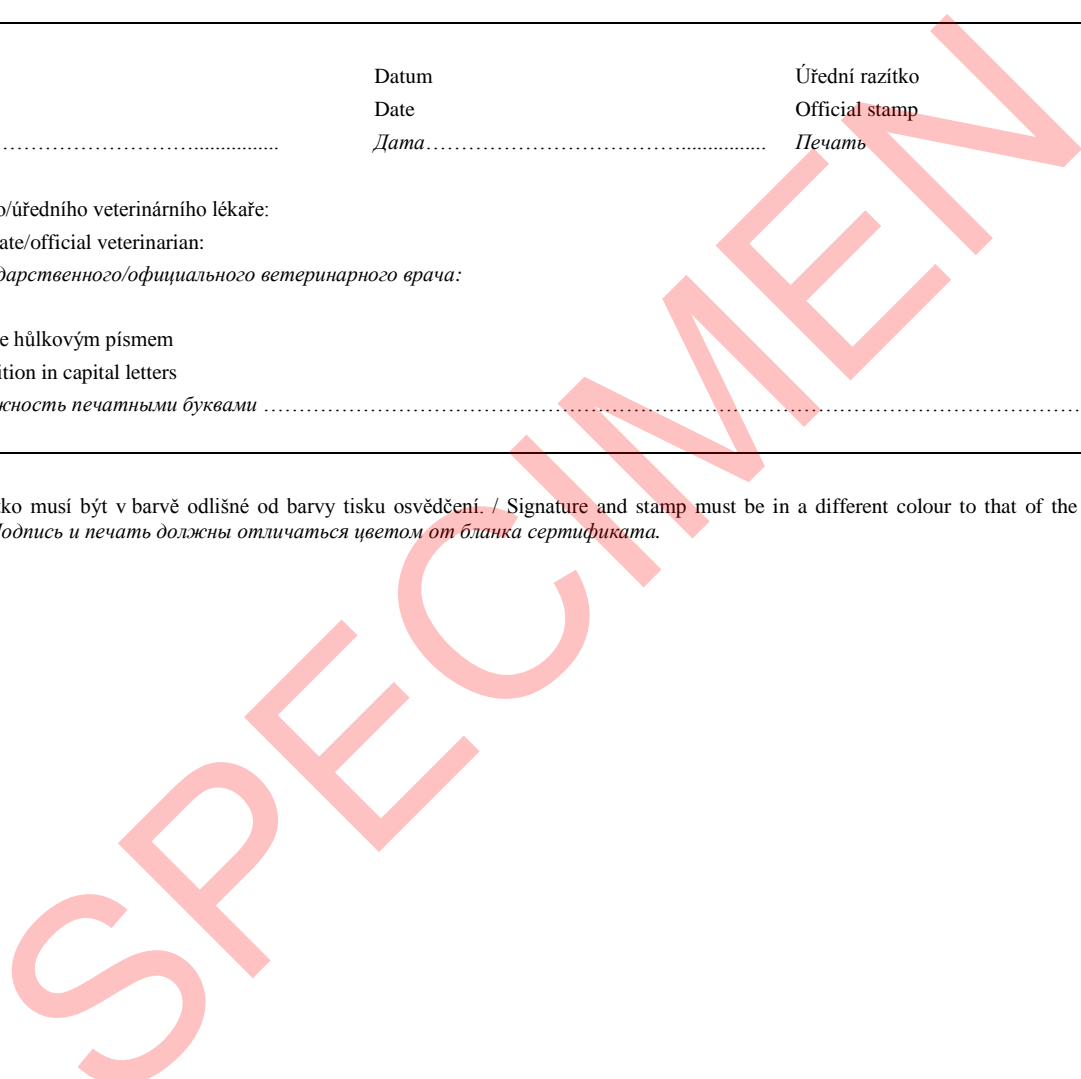 Datum Úřední razítko
Date Official stamp
……………………….................. Дата………………………………................ Печать
o/úředního veterinárního lékaře:
ate/official veterinarian:
дарственного/официального ветеринарного врача:
e hůlkovým písmem
ition in capital letters
жность печатными буквами ………………………………………………………………………………………………………
tko musí být v barvě odlišné od barvy tisku osvědčení. / Signature and stamp must be in a different colour to that of the
Подпись и печать должны отличаться цветом от бланка сертификата.
SPECIMEN